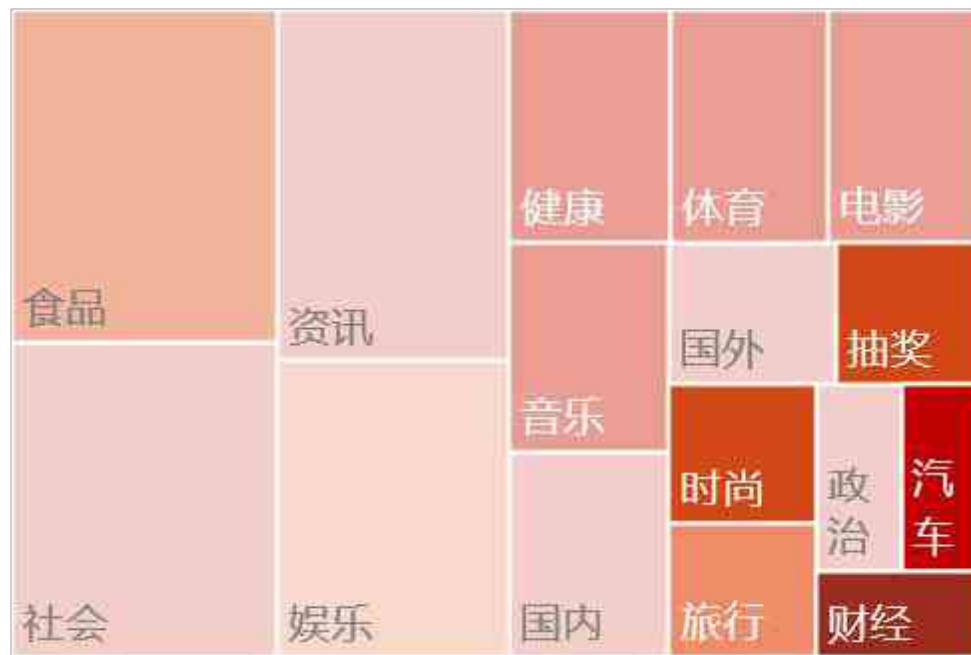 食品
资讯
健康
体育
电影
音乐
国外
抽奖
时尚
政
治
汽
车
社会
娱乐
国内
旅行
财经